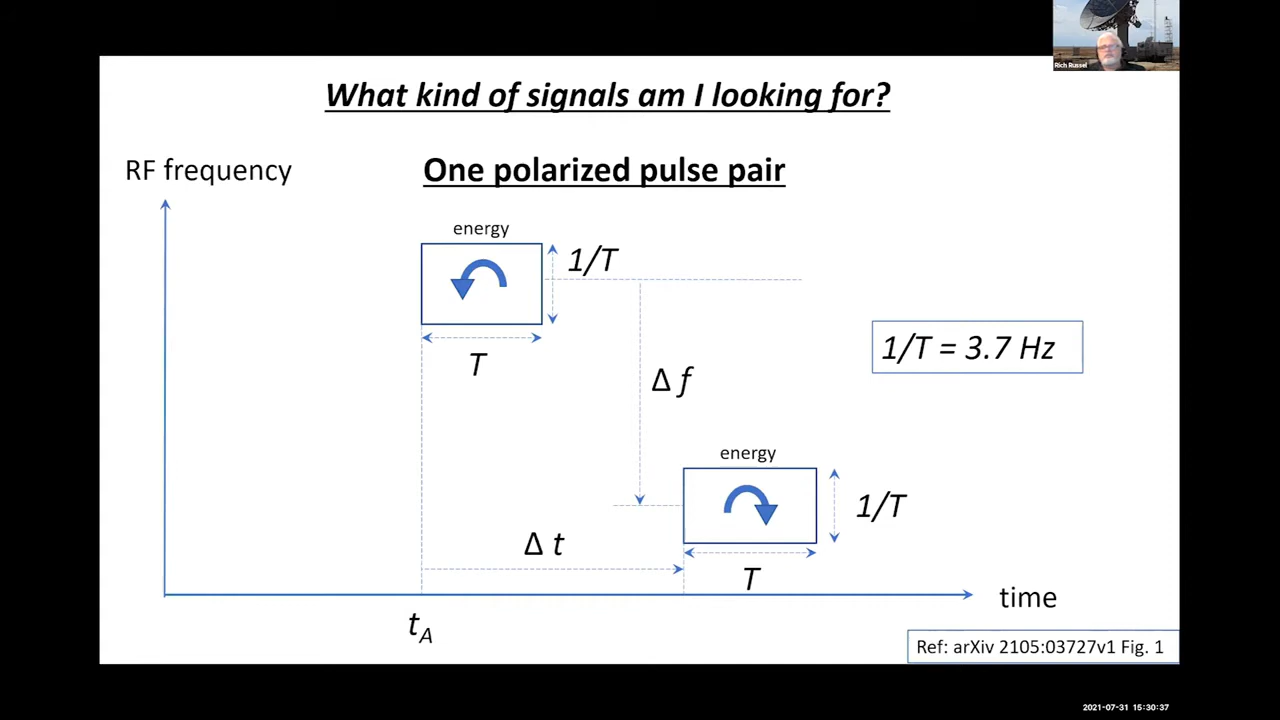 Rich Russel
What kind of signals am I looking for?
RF frequency
One polarized pulse pair
energy
1/T
T
1/T = 3.7 Hz
Δ f
energy
1/T
Δ t
T
time
tA
Ref: arXiv 2105:03727v1 Fig. 1
2021-07-31 15:30:37